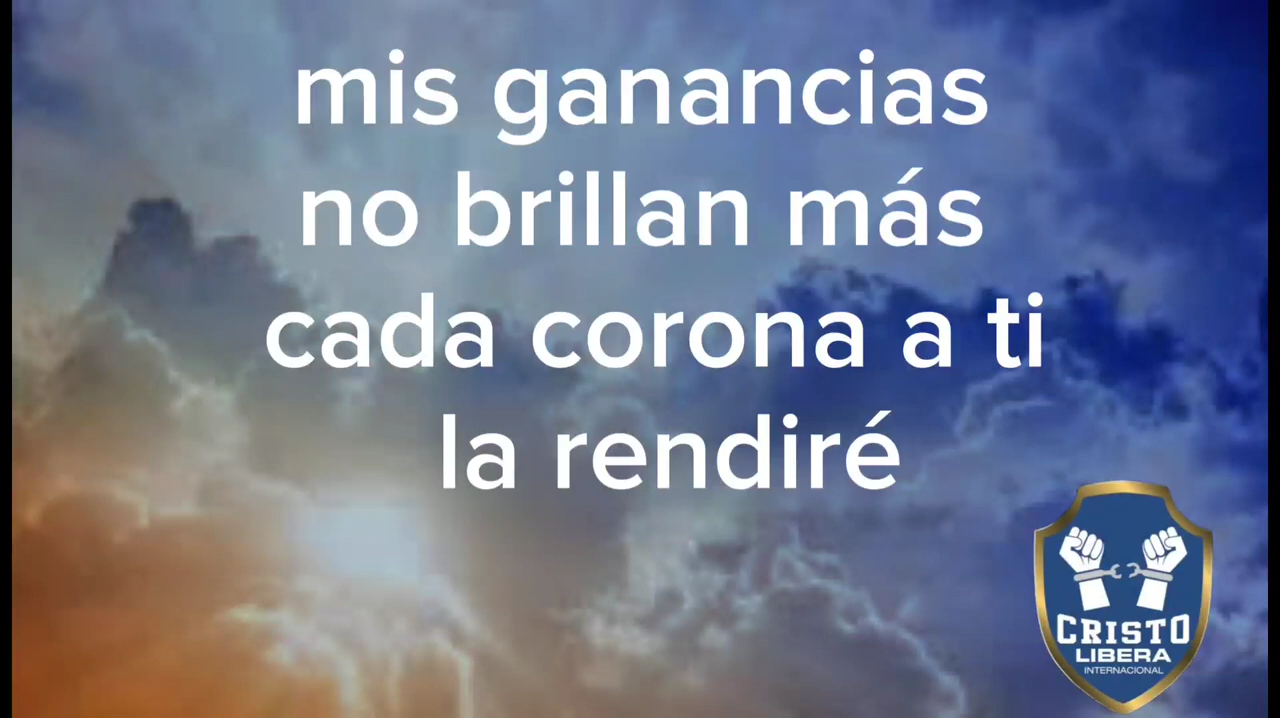 mis ganancias
no brillan más
cada corona a ti
la rendiré
CRISTO
LIBERA
INTERNACIONAL